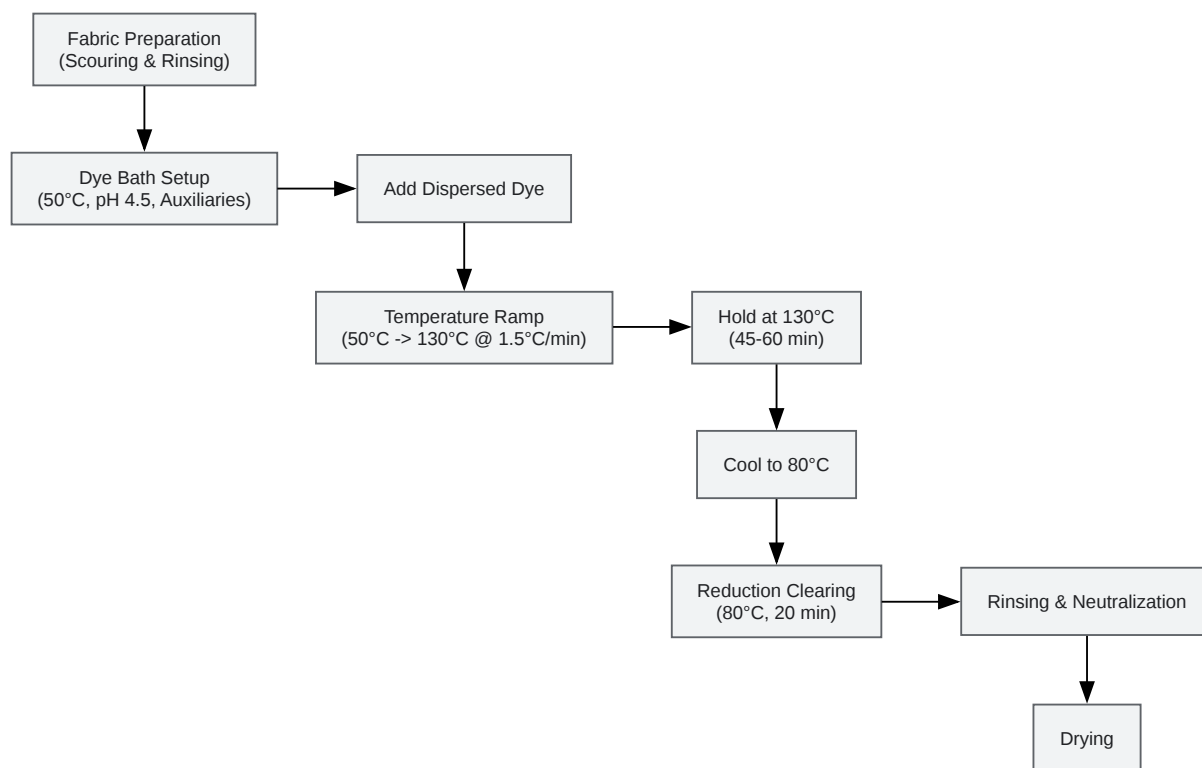 Fabric Preparation
(Scouring & Rinsing)
Dye Bath Setup
(50°C, pH 4.5, Auxiliaries)
Add Dispersed Dye
Temperature Ramp
(50°C -> 130°C @ 1.5°C/min)
Hold at 130°C
(45-60 min)
Cool to 80°C
Reduction Clearing
(80°C, 20 min)
Rinsing & Neutralization
Drying